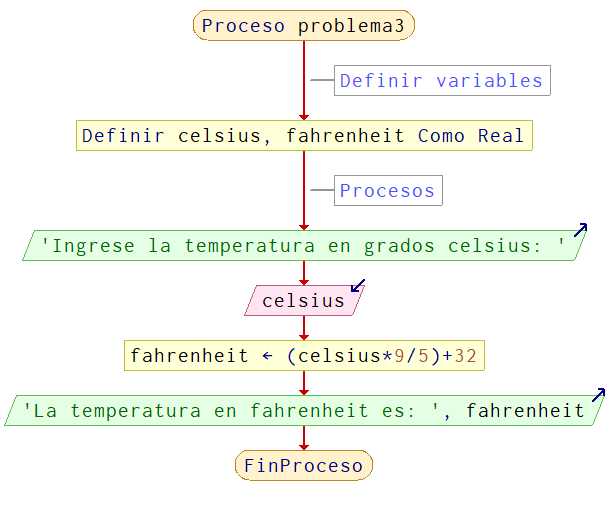 Proceso problema3
Definir variables
Definir celsius, fahrenheit Como Real
Procesos
'Ingrese la temperatura en grados celsius: '
celsius
fahrenheit ← (celsius*9/5)+32
'La temperatura en fahrenheit es: ', fahrenheit
FinProceso